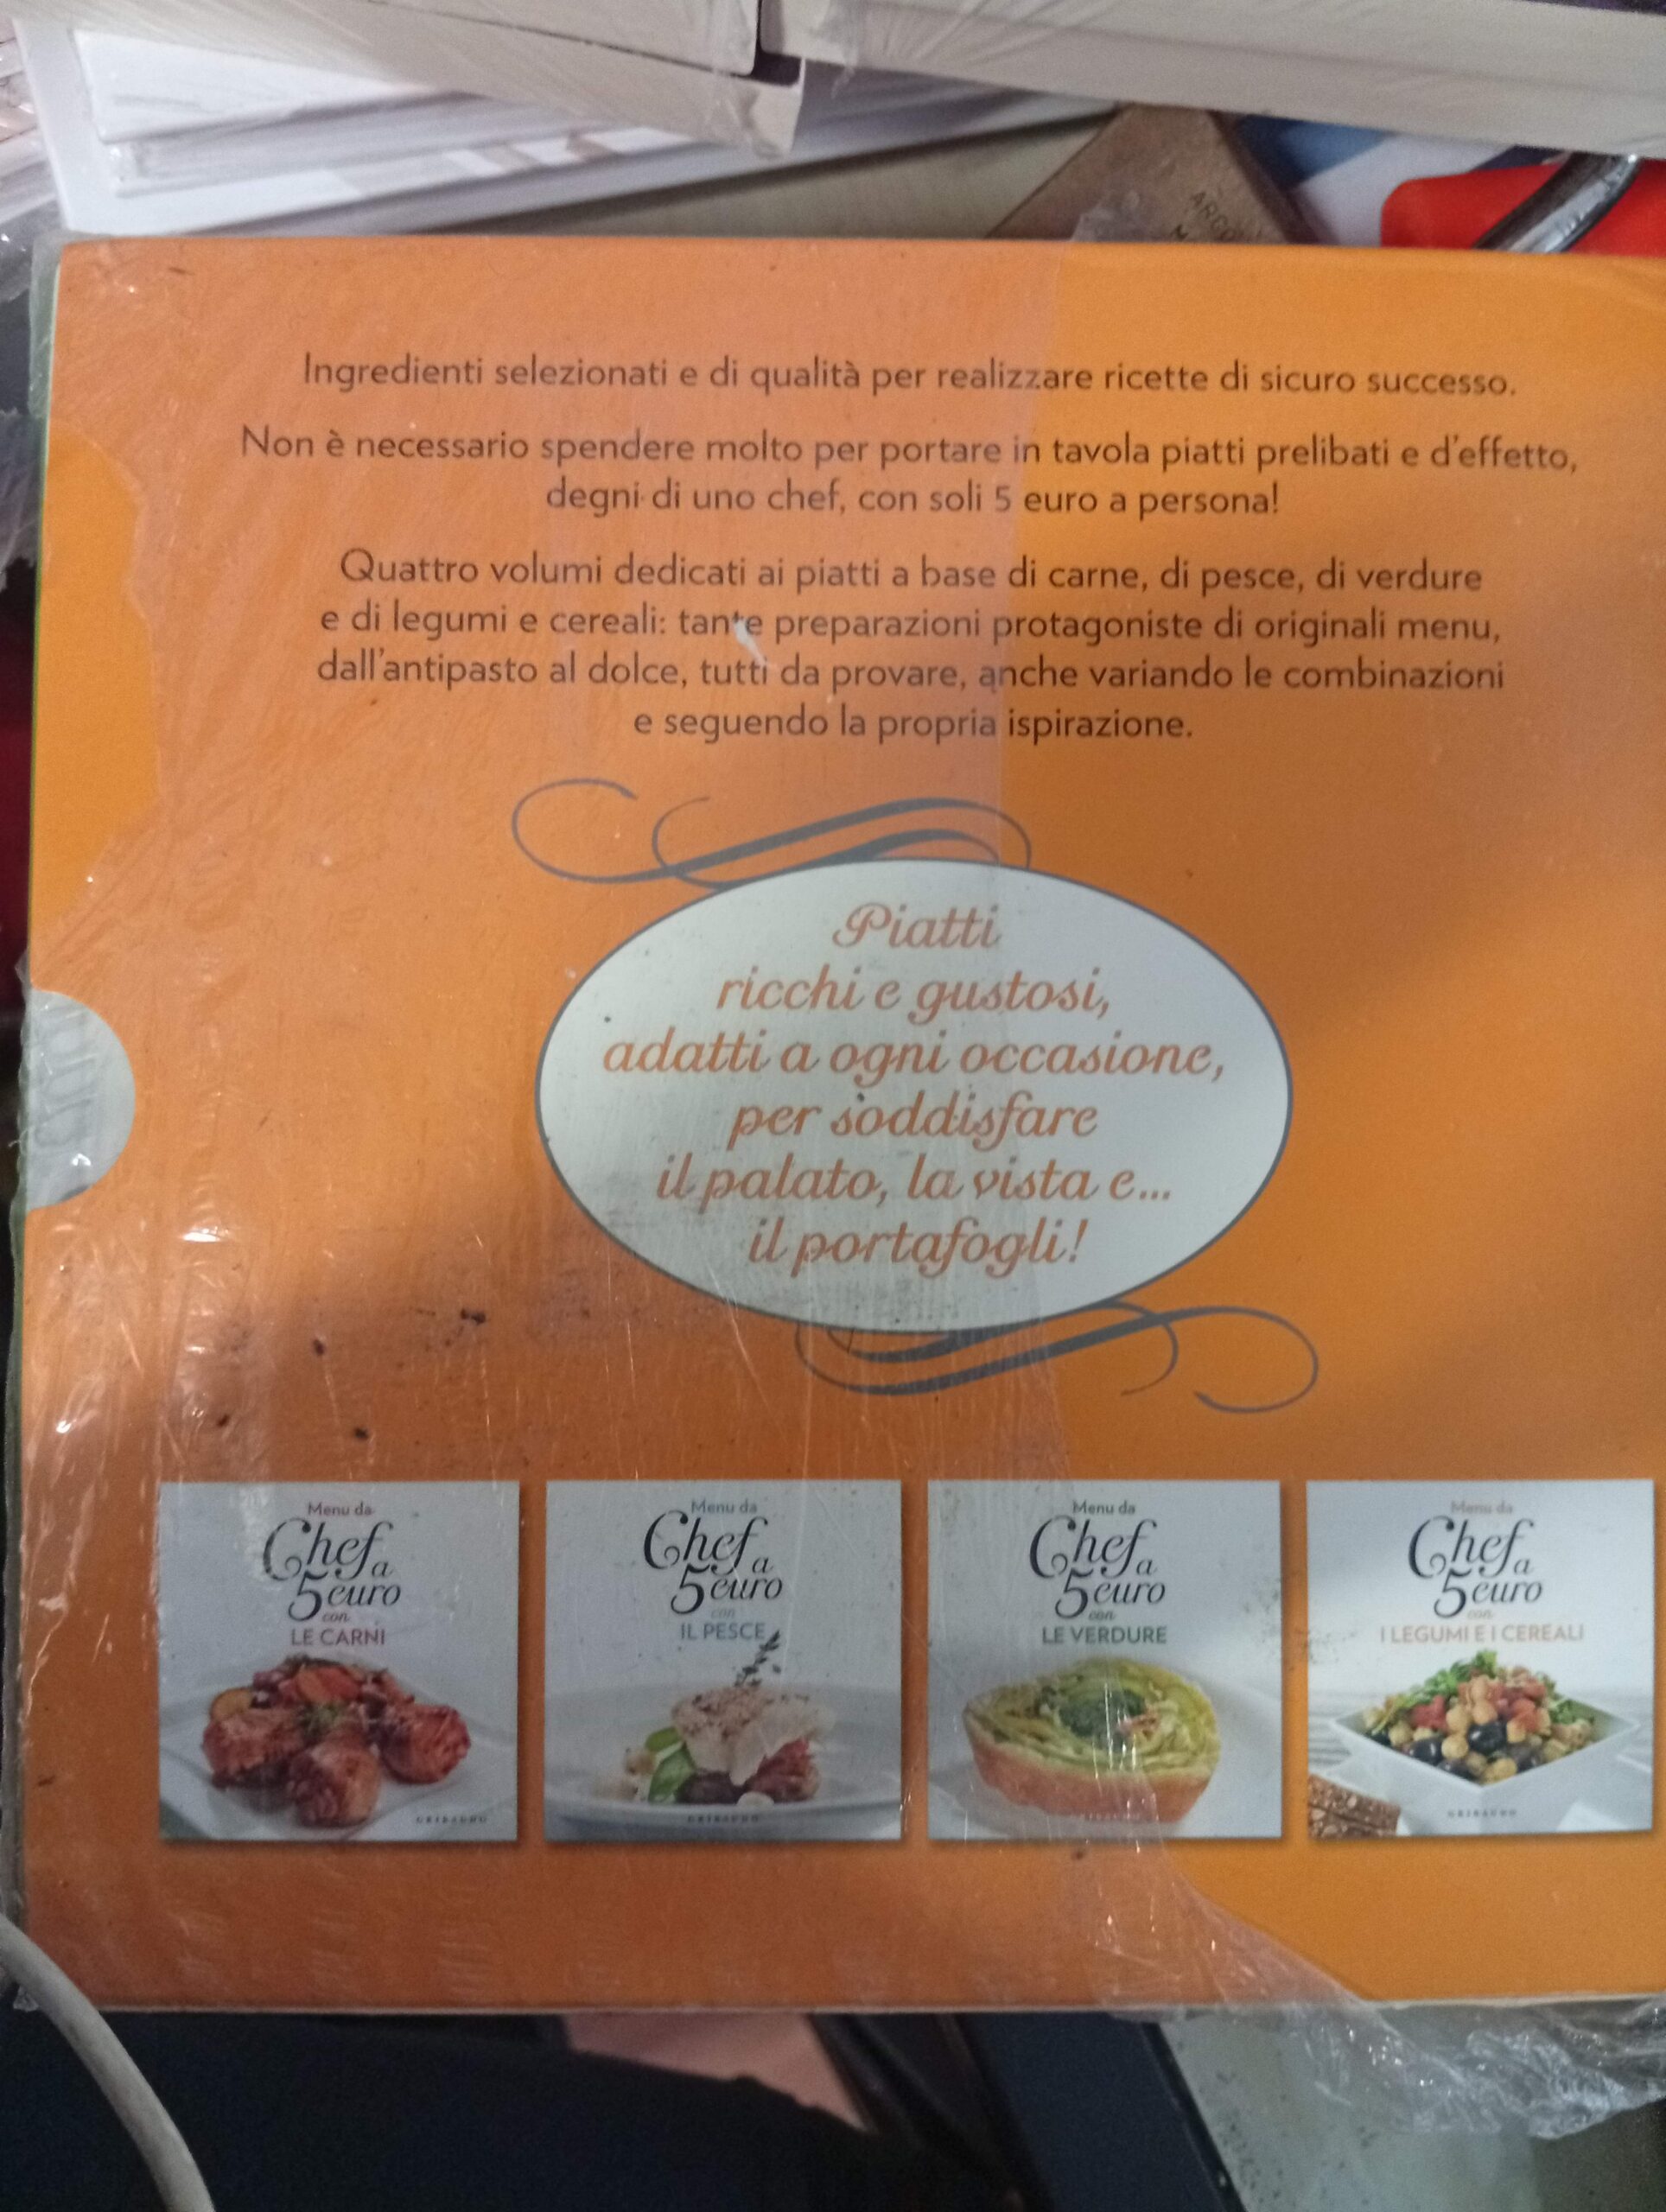 ARCO
Ingredienti selezionati e di qualità per realizzare ricette di sicuro successo.
Non è necessario spendere molto per portare in tavola piatti prelibati e d'effetto,
degni di uno chef, con soli 5 euro a persona!
Quattro volumi dedicati ai piatti a base di carne, di pesce, di verdure
e di legumi e cereali: tante preparazioni protagoniste di originali menu,
dall'antipasto al dolce, tutti da provare, anche variando le combinazioni
e seguendo la propria ispirazione.
Piatti
ricchi e gustosi,
adatti a ogni occasione,
per soddisfare
il palato, la vista e...
il portafogli!
Menu da
Chef a
5 euro
con
LE CARNI
GRIBAUDO
Menu da
Chef a
5 euro
con
IL PESCE
GRIBAUDO
Menu da
Chef a
5 euro
con
LE VERDURE
GRIBAUDO
Menu da
Chef a
5 euro
con
I LEGUMI E I CEREALI
GRIBAUDO